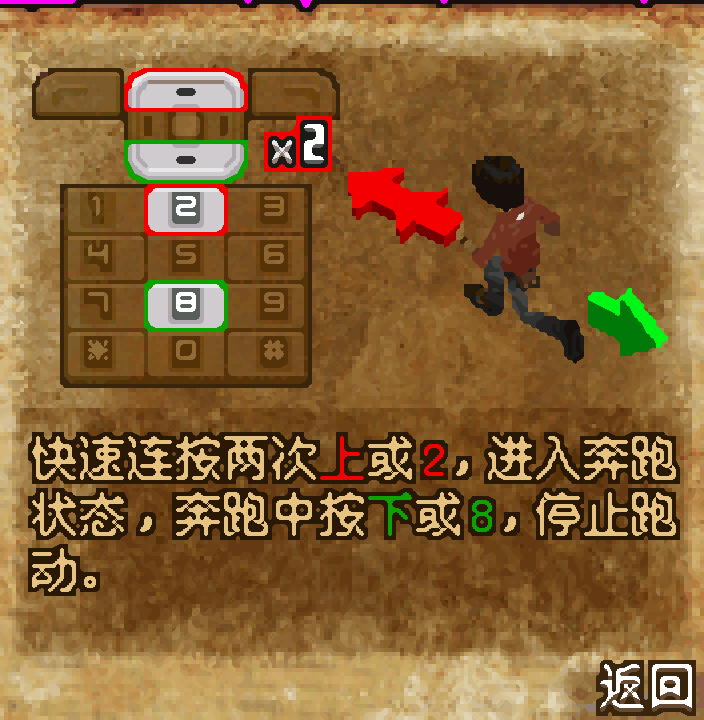 x2
1 2 3
4 5 6
7 8 9
* 0 #
快速连按两次上或2，进入奔跑
状态，奔跑中按下或8，停止跑
动。
返回